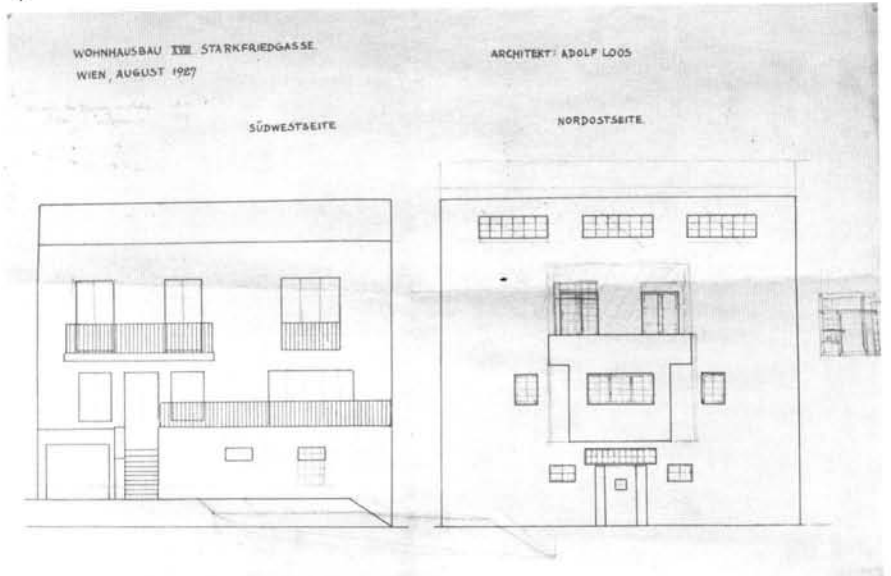 WOHNHAUSBAU XVIII STARKFRIEDGASSE.
WIEN, AUGUST 1927
ARCHITEKT: ADOLF LOOS
SÜDWESTSEITE
NORDOSTSEITE.